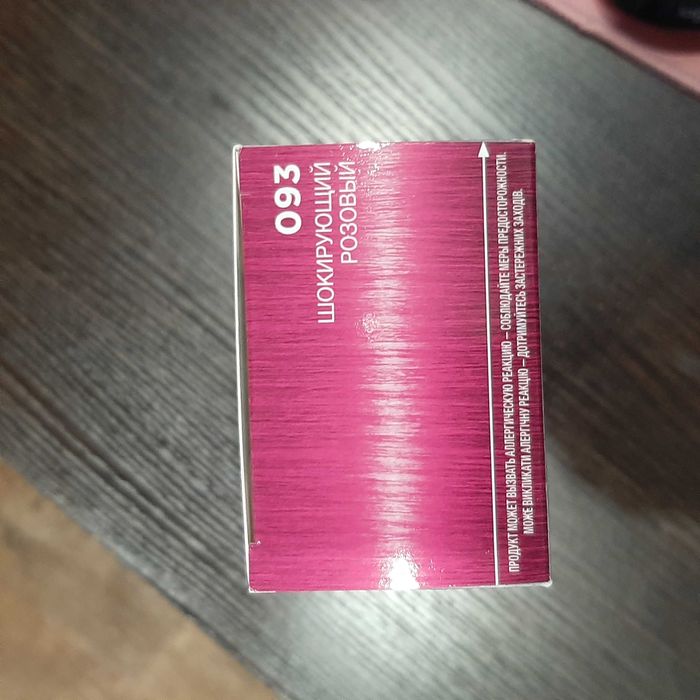 093
ШОКИРУЮЩИЙ
РОЗОВЫЙ
ПРОДУКТ МОЖЕТ ВЫЗВАТЬ АЛЛЕРГИЧЕСКУЮ РЕАКЦИЮ – СОБЛЮДАЙТЕ МЕРЫ ПРЕДОСТОРОЖНОСТИ.
МОЖЕ ВИКЛИКАТИ АЛЕРГІЧНУ РЕАКЦІЮ – ДОТРИМУЙТЕСЬ ЗАСТЕРЕЖНИХ ЗАХОДІВ.